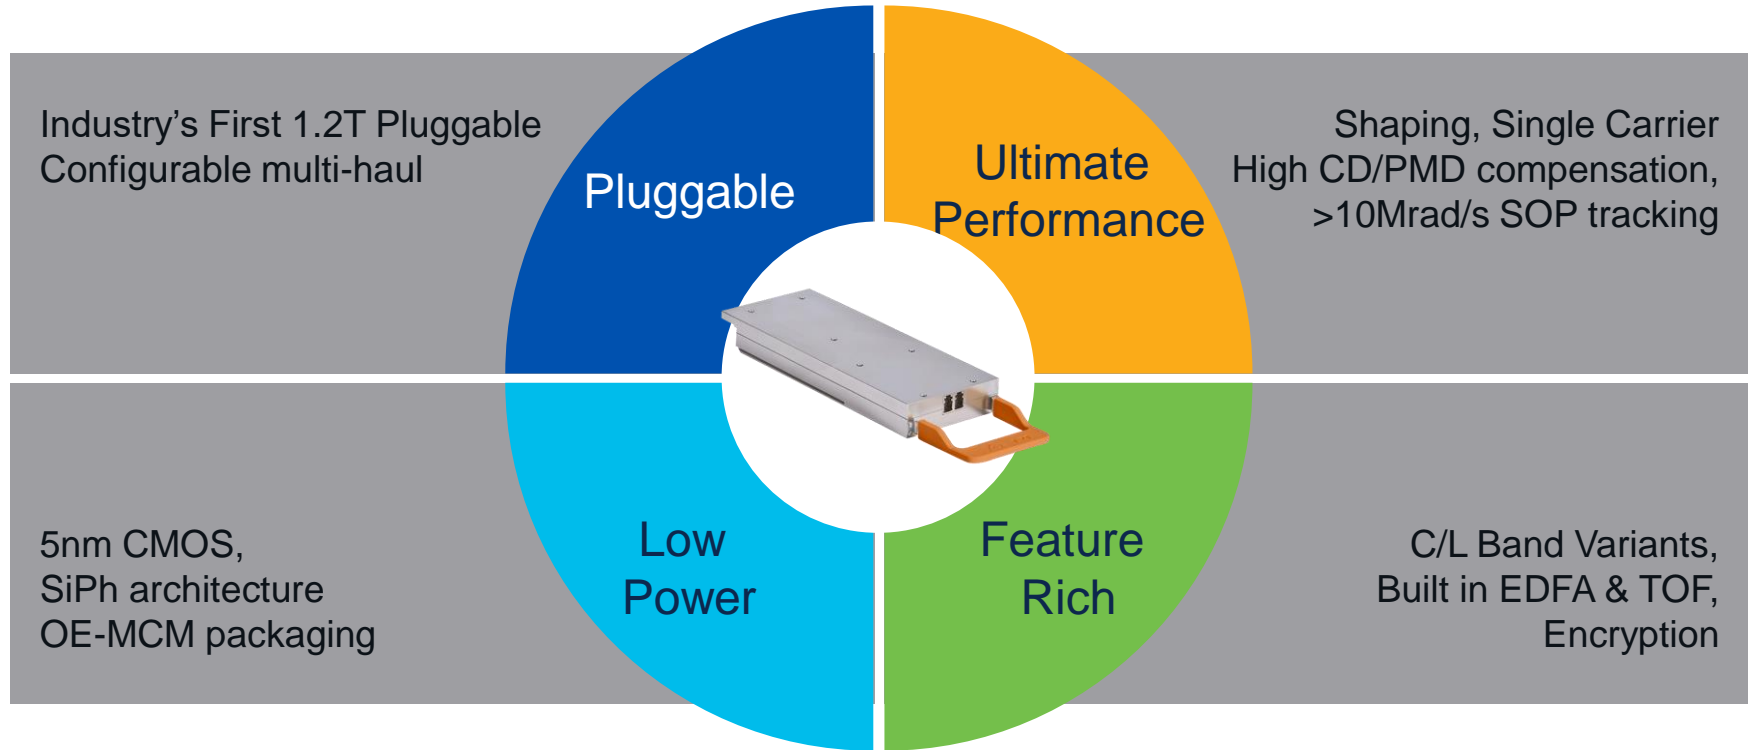 Industry's First 1.2T Pluggable
Configurable multi-haul
Pluggable
Ultimate
Performance
Shaping, Single Carrier
High CD/PMD compensation,
>10Mrad/s SOP tracking
5nm CMOS,
SiPh architecture
OE-MCM packaging
Low
Power
Feature
Rich
C/L Band Variants,
Built in EDFA & TOF,
Encryption